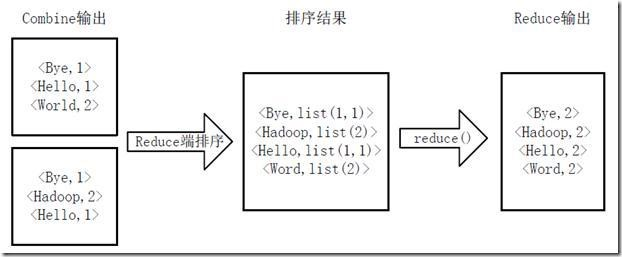 Combine输出
<Bye,1>
<Hello,1>
<World,2>
<Bye,1>
<Hadoop,2>
<Hello,1>
Reduce端排序
排序结果
<Bye,list(1,1)>
<Hadoop,list(2)>
<Hello,list(1,1)>
<Word,list(2)>
reduce()
Reduce输出
<Bye,2>
<Hadoop,2>
<Hello,2>
<Word,2>